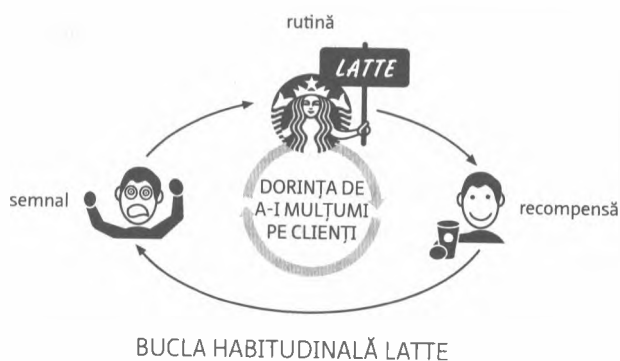 rutină
LATTE
semnal
DORINȚA DE
A-I MULȚUMI
PE CLIENȚI
recompensă
BUCLA HABITUDINALĂ LATTE